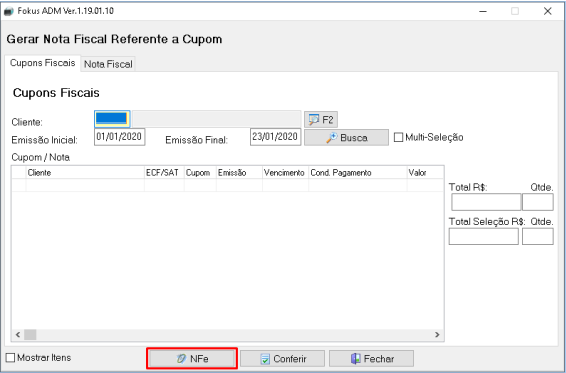 Fokus ADM Ver.1.19.01.10
Gerar Nota Fiscal Referente a Cupom
Cupons Fiscais Nota Fiscal
Cupons Fiscais
Cliente: F2
Emissão Inicial: 01/01/2020 Emissão Final: 23/01/2020 Busca Multi-Seleção
Cupom / Nota
Cliente ECF/SAT Cupom Emissão Vencimento Cond. Pagamento Valor
Total R$: Qtde.
Total Seleção R$: Qtde.
Mostrar Itens NFe Conferir Fechar